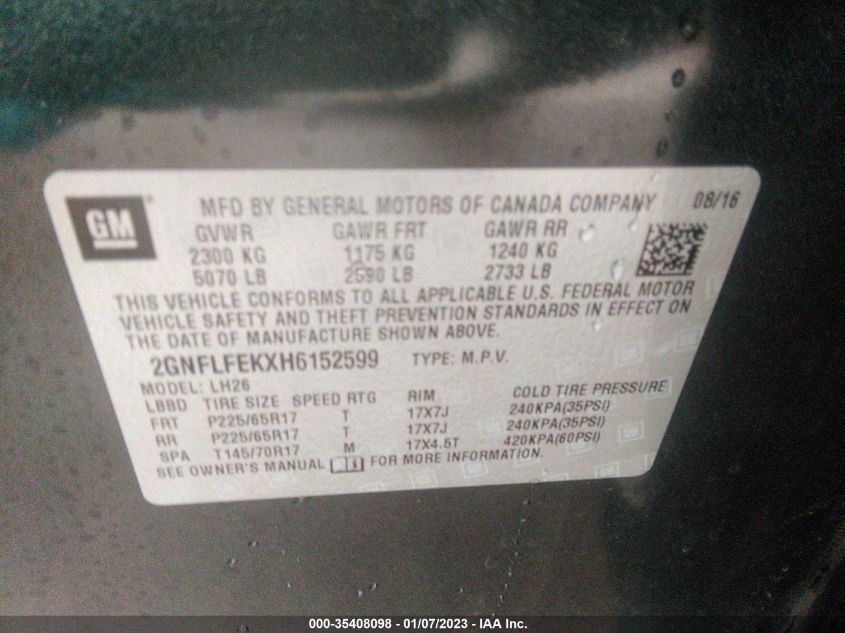 GM
MFD BY GENERAL MOTORS OF CANADA COMPANY 08/16
GVWR GAWR FRT GAWR RR
2300 KG 1175 KG 1240 KG
5070 LB 2590 LB 2733 LB
THIS VEHICLE CONFORMS TO ALL APPLICABLE U.S. FEDERAL MOTOR
VEHICLE SAFETY AND THEFT PREVENTION STANDARDS IN EFFECT ON
THE DATE OF MANUFACTURE SHOWN ABOVE.
2GNFLFEKXH6152599 TYPE: M.P.V.
MODEL: LH26
LBBD TIRE SIZE SPEED RTG RIM COLD TIRE PRESSURE
FRT P225/65R17 T 17X7J 240KPA(35PSI)
RR P225/65R17 T 17X7J 240KPA(35PSI)
SPA T145/70R17 M 17X4.5T 420KPA(60PSI)
SEE OWNER'S MANUAL FOR MORE INFORMATION.
000-35408098 - 01/07/2023 - IAA Inc.